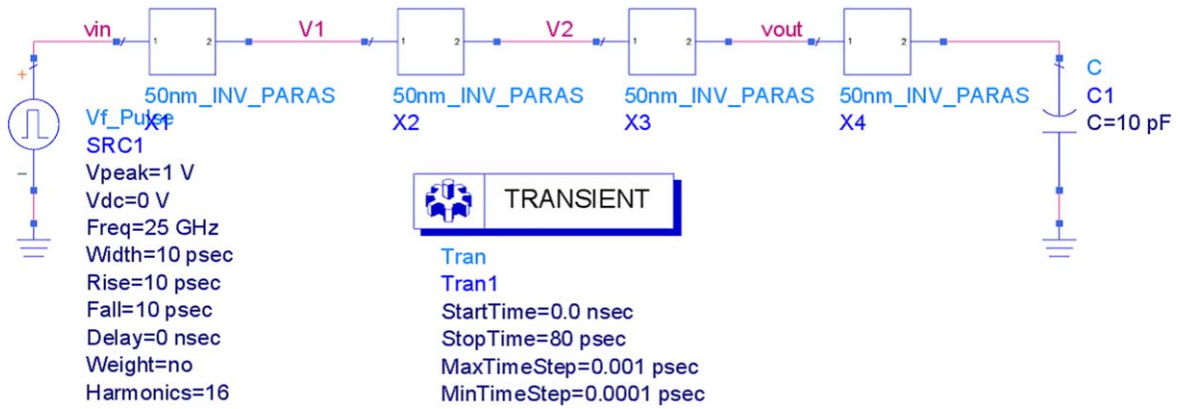 vin V1 V2 vout
+
1 2 1 2 1 2 1 2
50nm_INV_PARAS 50nm_INV_PARAS 50nm_INV_PARAS 50nm_INV_PARAS
X1 X2 X3 X4
C
C1
C=10 pF
Vf_Pulse
SRC1
Vpeak=1 V
Vdc=0 V
Freq=25 GHz
Width=10 psec
Rise=10 psec
Fall=10 psec
Delay=0 nsec
Weight=no
Harmonics=16
−
TRANSIENT
Tran
Tran1
StartTime=0.0 nsec
StopTime=80 psec
MaxTimeStep=0.001 psec
MinTimeStep=0.0001 psec